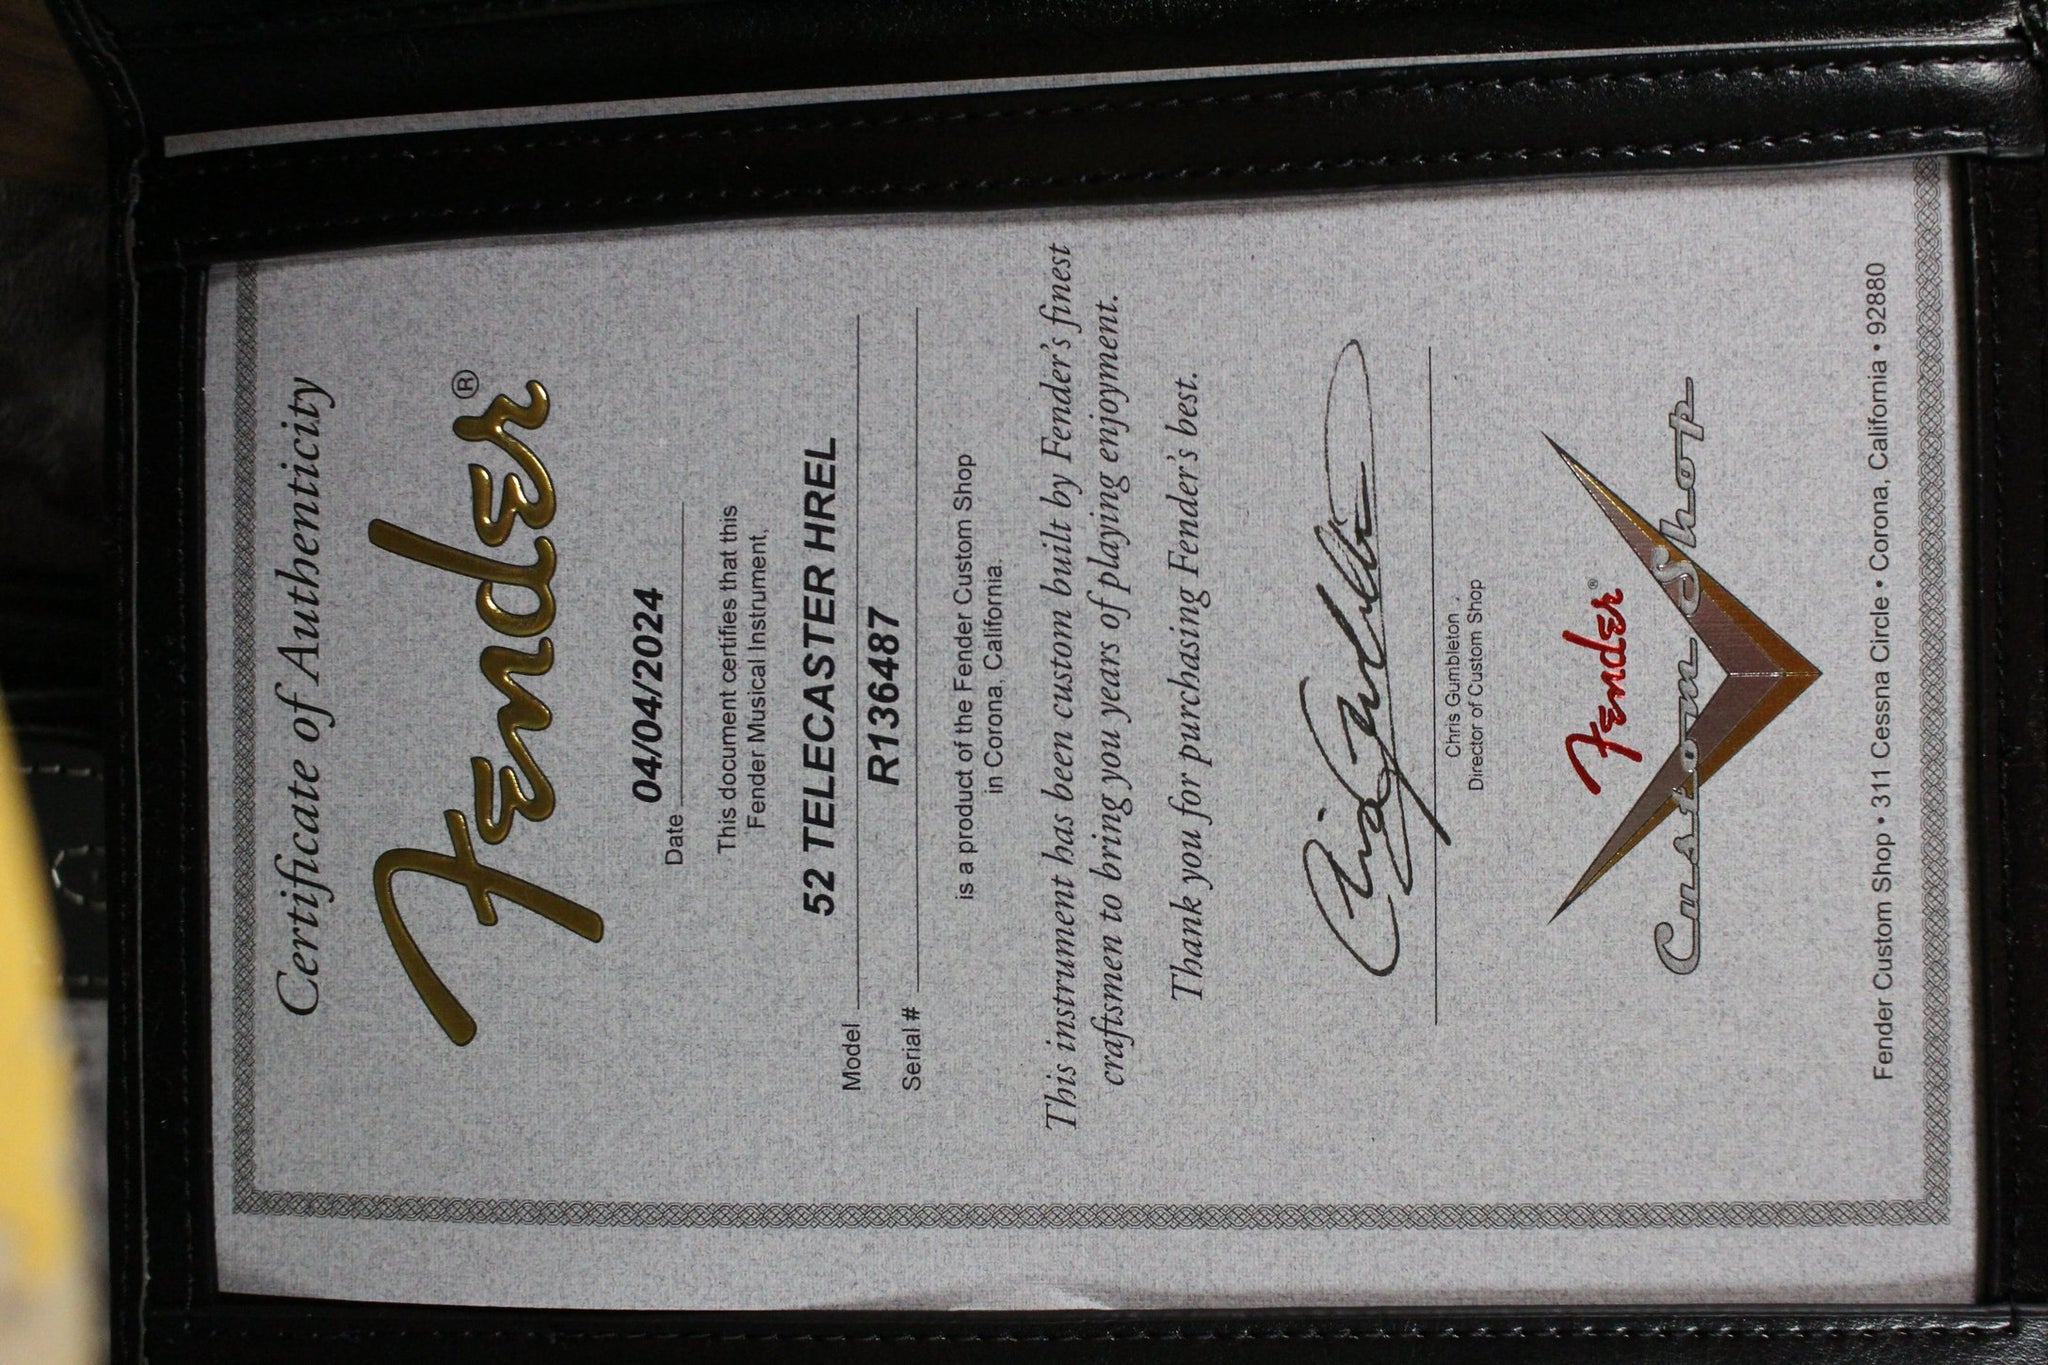 Certificate of Authenticity
Fender®
Date 04/04/2024
This document certifies that this
Fender Musical Instrument,
Model 52 TELECASTER HREL
Serial # R136487
is a product of the Fender Custom Shop
in Corona, California.
This instrument has been custom built by Fender's finest
craftsmen to bring you years of playing enjoyment.
Thank you for purchasing Fender's best.
Chris Gumbleton
Director of Custom Shop
Fender®
Custom Shop
Fender Custom Shop • 311 Cessna Circle • Corona, California • 92880